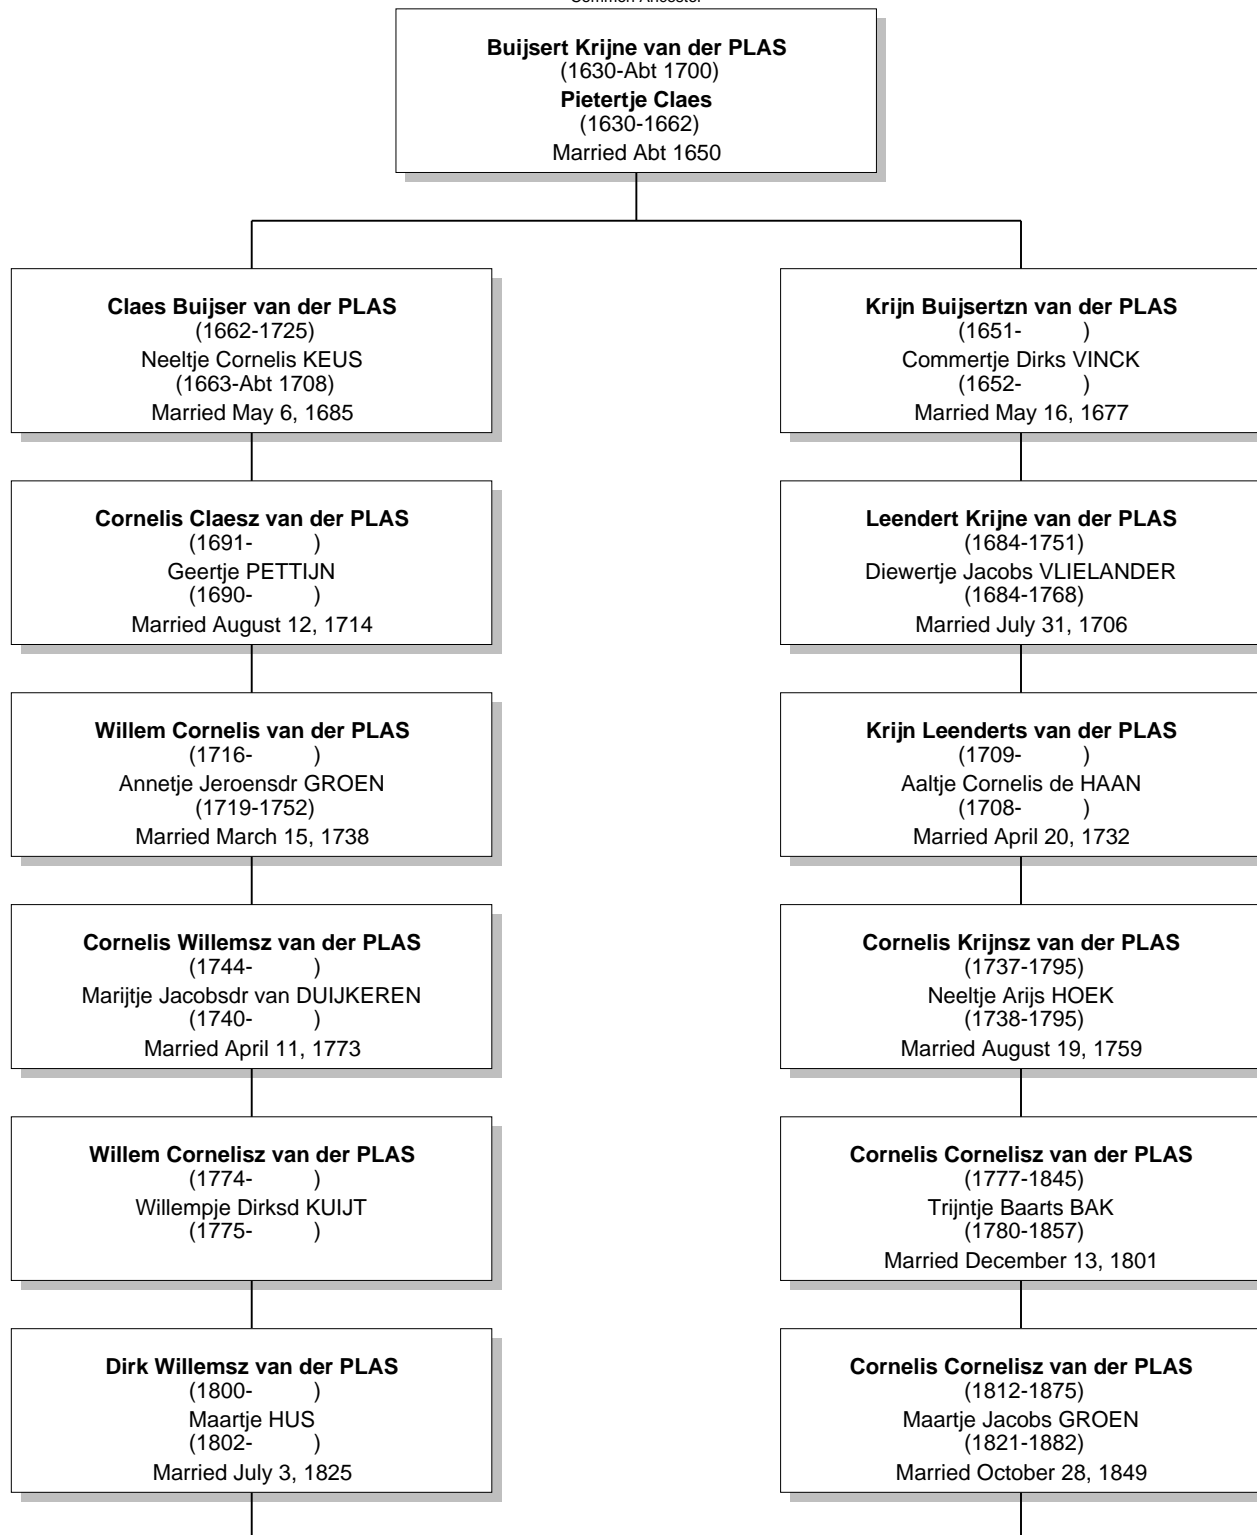 Common Ancestor
Buijsert Krijne van der PLAS
(1630-Abt 1700)
Pietertje Claes
(1630-1662)
Married Abt 1650
Claes Buijser van der PLAS
(1662-1725)
Neeltje Cornelis KEUS
(1663-Abt 1708)
Married May 6, 1685
Krijn Buijsertzn van der PLAS
(1651- )
Commertje Dirks VINCK
(1652- )
Married May 16, 1677
Cornelis Claesz van der PLAS
(1691- )
Geertje PETTIJN
(1690- )
Married August 12, 1714
Leendert Krijne van der PLAS
(1684-1751)
Diewertje Jacobs VLIELANDER
(1684-1768)
Married July 31, 1706
Willem Cornelis van der PLAS
(1716- )
Annetje Jeroensdr GROEN
(1719-1752)
Married March 15, 1738
Krijn Leenderts van der PLAS
(1709- )
Aaltje Cornelis de HAAN
(1708- )
Married April 20, 1732
Cornelis Willemsz van der PLAS
(1744- )
Marijtje Jacobsdr van DUIJKEREN
(1740- )
Married April 11, 1773
Cornelis Krijnsz van der PLAS
(1737-1795)
Neeltje Arijs HOEK
(1738-1795)
Married August 19, 1759
Willem Cornelisz van der PLAS
(1774- )
Willempje Dirksd KUIJT
(1775- )
Cornelis Cornelisz van der PLAS
(1777-1845)
Trijntje Baarts BAK
(1780-1857)
Married December 13, 1801
Dirk Willemsz van der PLAS
(1800- )
Maartje HUS
(1802- )
Married July 3, 1825
Cornelis Cornelisz van der PLAS
(1812-1875)
Maartje Jacobs GROEN
(1821-1882)
Married October 28, 1849